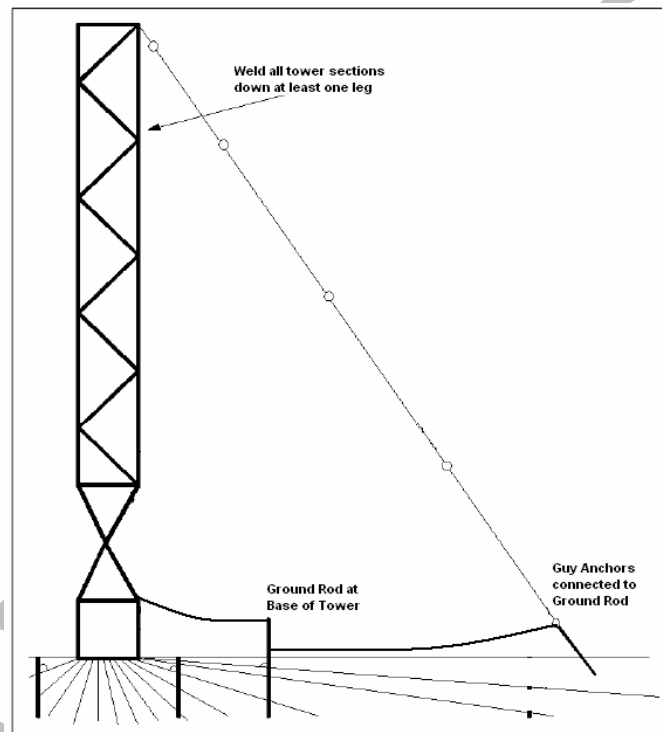 Weld all tower sections
down at least one leg
Ground Rod at
Base of Tower
Guy Anchors
connected to
Ground Rod